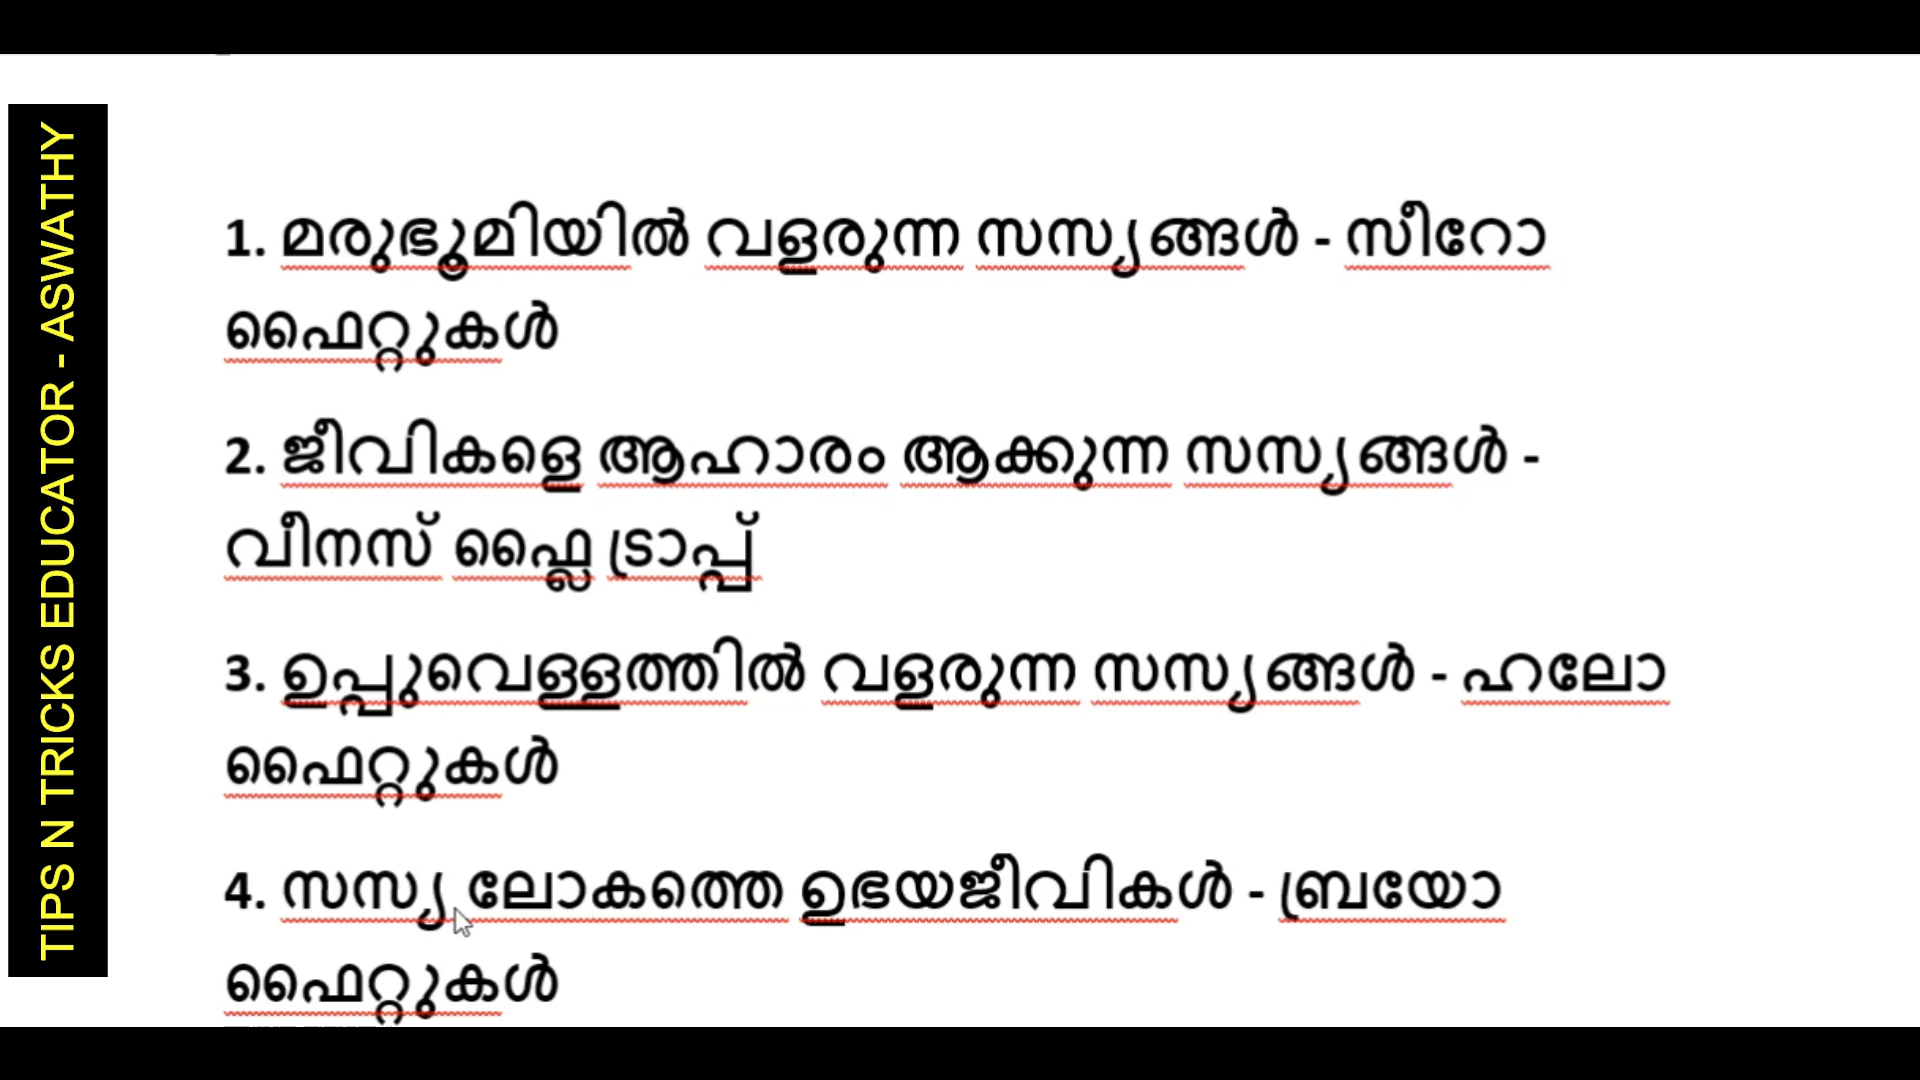 TIPS N TRICKS EDUCATOR - ASWATHY
1. മരുഭൂമിയിൽ വളരുന്ന സസ്യങ്ങൾ - സീറോ
ഫൈറ്റുകൾ
2. ജീവികളെ ആഹാരം ആക്കുന്ന സസ്യങ്ങൾ -
വീനസ് ഫ്ലൈ ട്രാപ്പ്
3. ഉപ്പുവെള്ളത്തിൽ വളരുന്ന സസ്യങ്ങൾ - ഹലോ
ഫൈറ്റുകൾ
4. സസ്യ ലോകത്തെ ഉഭയജീവികൾ - ബ്രയോ
ഫൈറ്റുകൾ